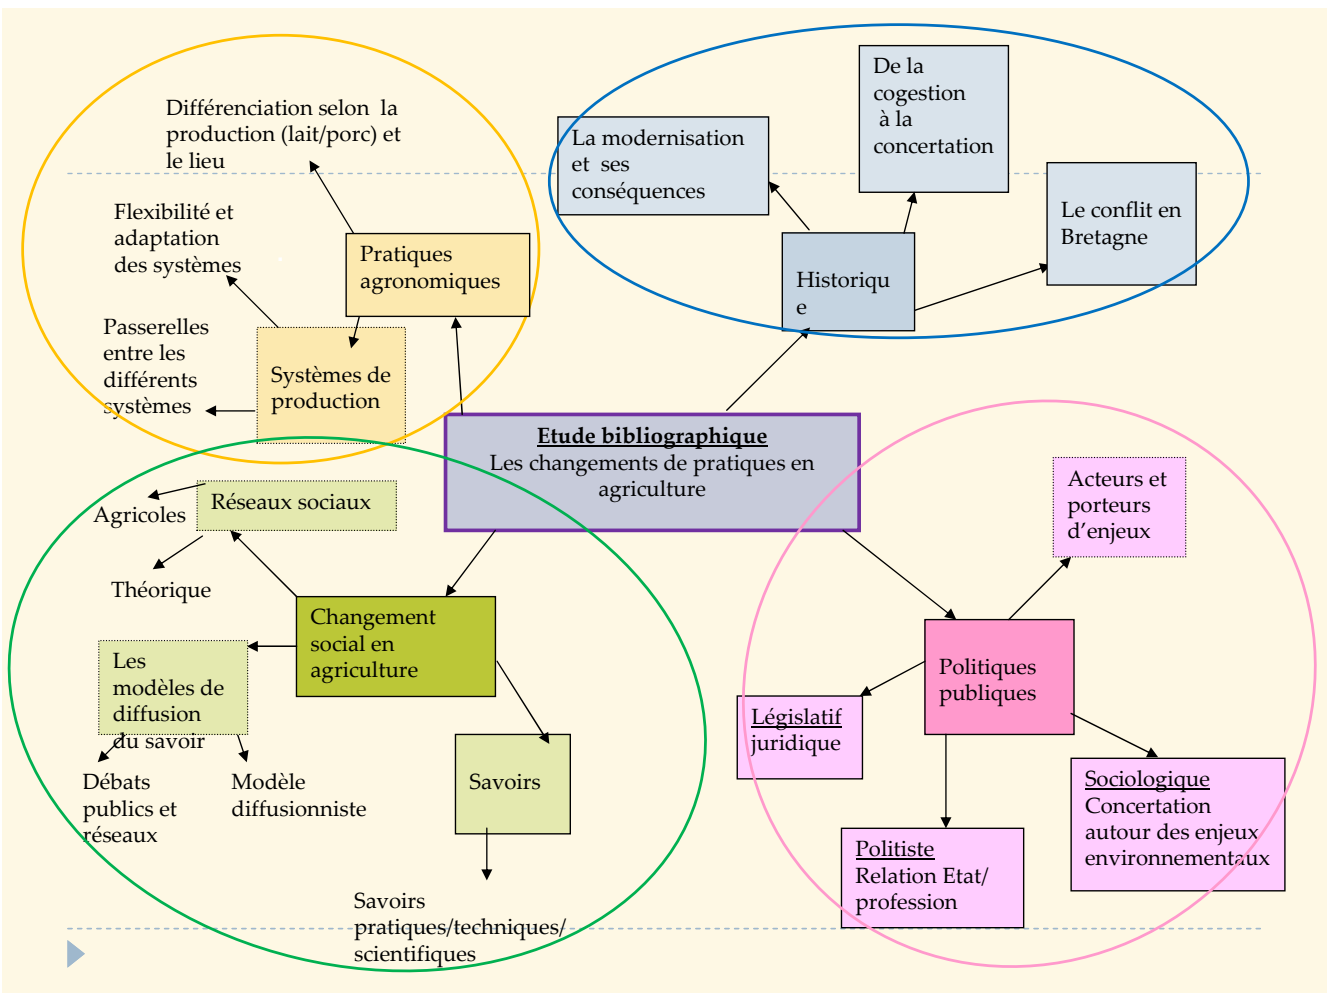 Différenciation selon la
production (lait/porc) et
le lieu
Flexibilité et
adaptation
des systèmes
Pratiques
agronomiques
Passerelles
entre les
différents
systèmes
Systèmes de
production
La modernisation
et ses
conséquences
De la
cogestion
à la
concertation
Le conflit en
Bretagne
Historiqu
e
Etude bibliographique
Les changements de pratiques en
agriculture
Réseaux sociaux
Agricoles
Théorique
Changement
social en
agriculture
Les
modèles de
diffusion
du savoir
Débats
publics et
réseaux
Modèle
diffusionniste
Savoirs
Savoirs
pratiques/techniques/
scientifiques
Acteurs et
porteurs
d’enjeux
Politiques
publiques
Législatif
juridique
Politiste
Relation Etat/
profession
Sociologique
Concertation
autour des enjeux
environnementaux